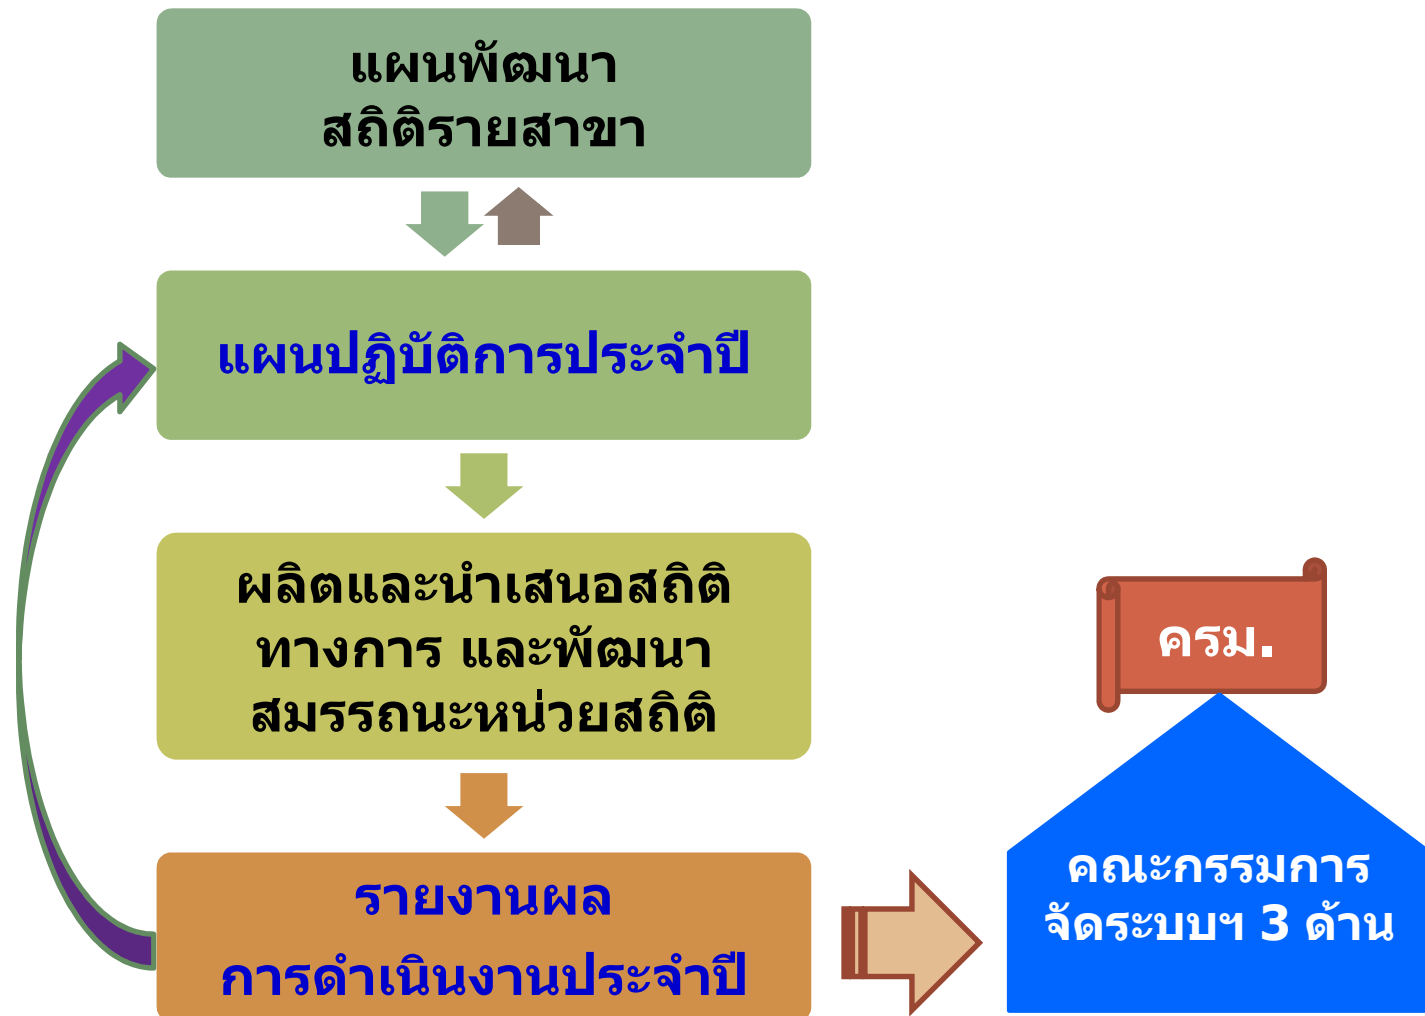 แผนพัฒนา
สถิติรายสาขา
แผนปฏิบัติการประจำปี
ผลิตและนำเสนอสถิติ
ทางการ และพัฒนา
สมรรถนะหน่วยสถิติ
รายงานผล
การดำเนินงานประจำปี
ครม.
คณะกรรมการ
จัดระบบฯ 3 ด้าน